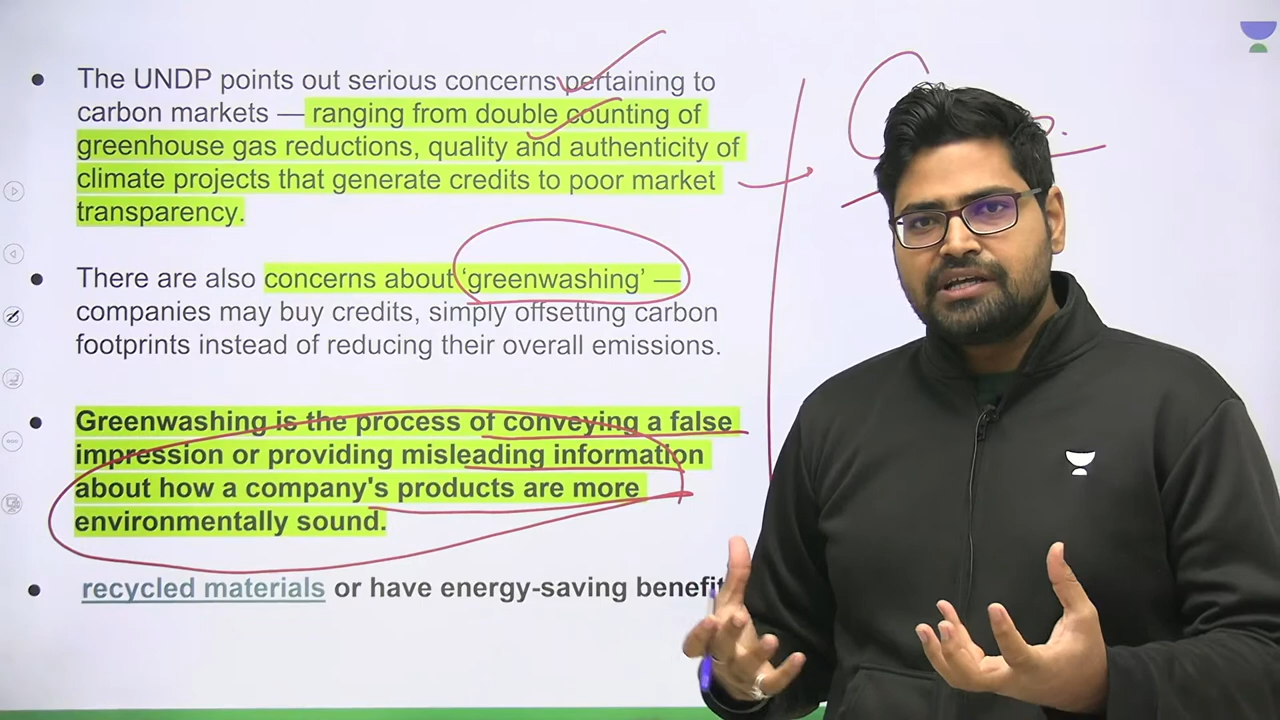 The UNDP points out serious concerns pertaining to
carbon markets — ranging from double counting of
greenhouse gas reductions, quality and authenticity of
climate projects that generate credits to poor market
transparency.
There are also concerns about ‘greenwashing’ —
companies may buy credits, simply offsetting carbon
footprints instead of reducing their overall emissions.
Greenwashing is the process of conveying a false
impression or providing misleading information
about how a company's products are more
environmentally sound.
recycled materials or have energy-saving